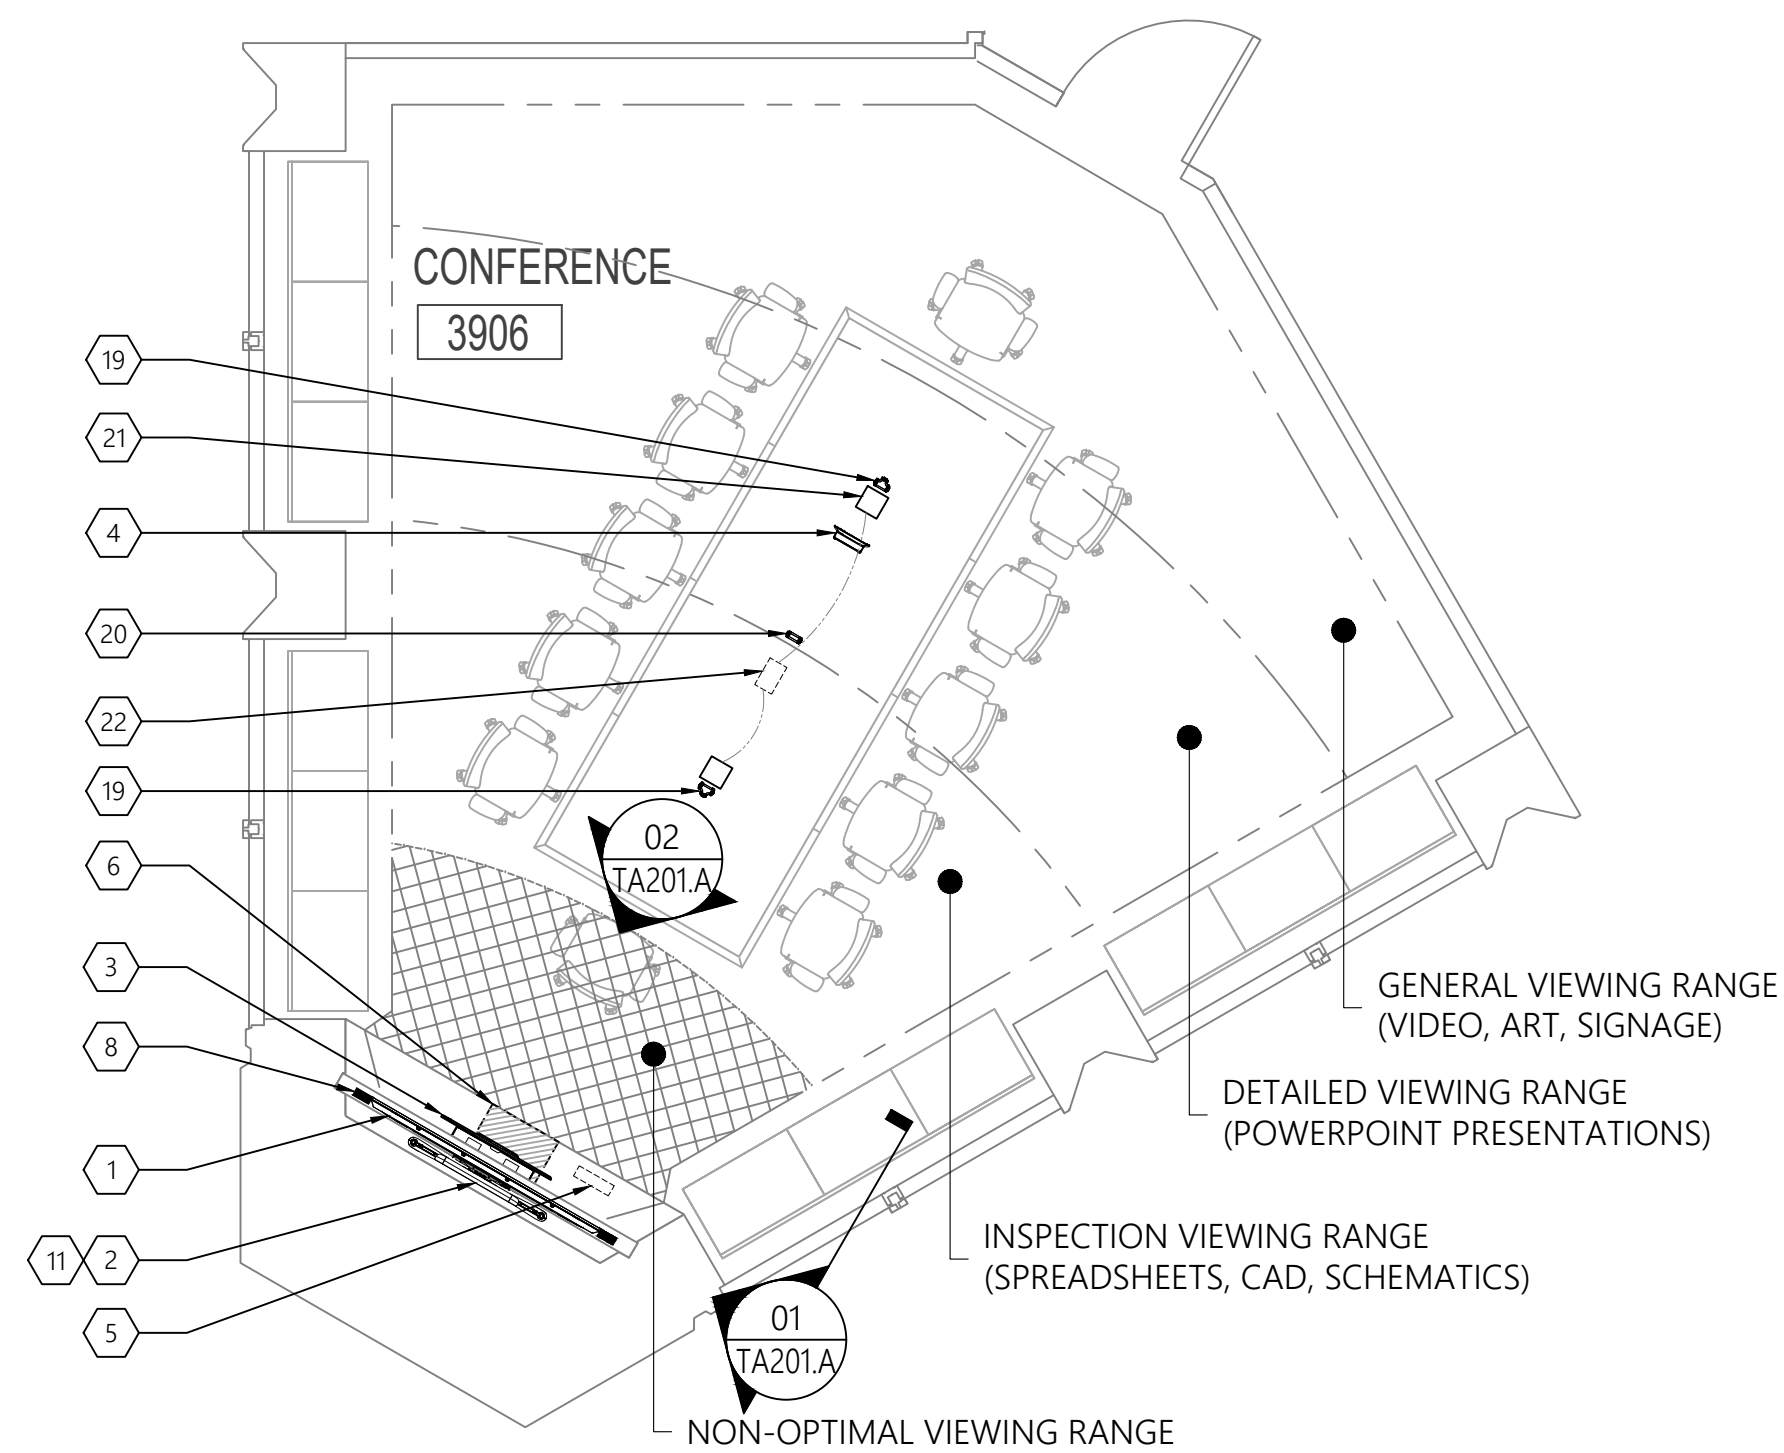 CONFERENCE
3906
19
21
4
20
22
19
02
TA201.A
6
3
8
1
11
2
5
01
TA201.A
GENERAL VIEWING RANGE
(VIDEO, ART, SIGNAGE)
DETAILED VIEWING RANGE
(POWERPOINT PRESENTATIONS)
INSPECTION VIEWING RANGE
(SPREADSHEETS, CAD, SCHEMATICS)
NON-OPTIMAL VIEWING RANGE